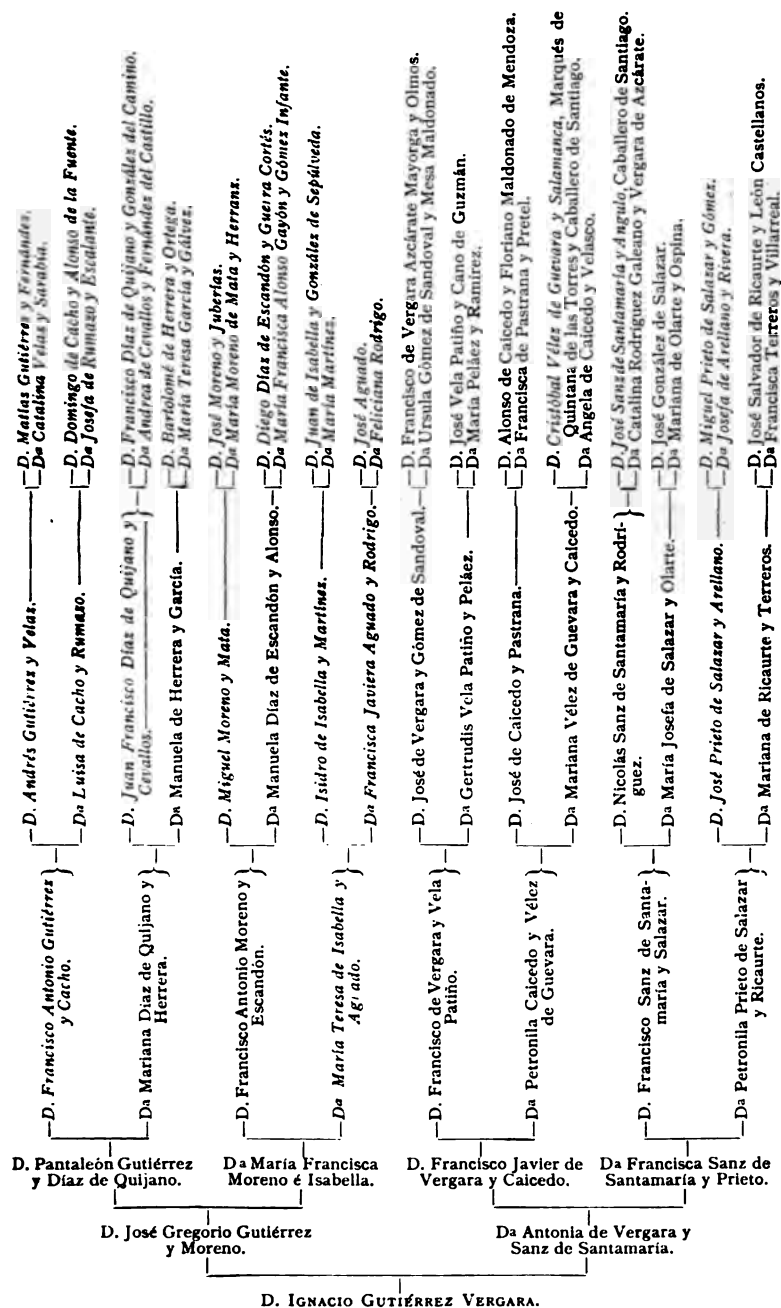 D. Matías Gutiérrez y Fernández.
Da Catalina Velas y Sarabia.
D. Domingo de Cacho y Alonso de la Fuente.
Da Josefa de Rumazo y Escalante.
D. Francisco Díaz de Quijano y González del Camino.
Da Andrea de Cevallos y Fernández del Castillo.
D. Bartolomé de Herrera y Ortega.
Da María Teresa García y Gálvez.
D. José Moreno y Juberías.
Da María Moreno de Mata y Herranz.
D. Diego Díaz de Escandón y Guerra Cortés.
Da María Francisca Alonso Gayón y Gómez Infante.
D. Juan de Isabella y González de Sepúlveda.
Da María Martínez.
D. José Aguado.
Da Feliciana Rodrigo.
D. Francisco de Vergara Azcárate Mayorga y Olmos.
Da Ursula Gómez de Sandoval y Mesa Maldonado.
D. José Vela Patiño y Cano de Guzmán.
Da María Peláez y Ramírez.
D. Alonso de Caicedo y Floriano Maldonado de Mendoza.
Da Francisca de Pastrana y Pretel.
D. Cristóbal Vélez de Guevara y Salamanca, Marqués de
Quintana de las Torres y Caballero de Santiago.
Da Angela de Caicedo y Velasco.
D. José Sanz de Santamaría y Angulo, Caballero de Santiago.
Da Catalina Rodríguez Galeano y Vergara de Azcárate.
D. José González de Salazar.
Da Mariana de Olarte y Ospina.
D. Miguel Prieto de Salazar y Gómez.
Da Josefa de Arellano y Rivera.
D. José Salvador de Ricaurte y León Castellanos.
Da Francisca Terreros y Villarreal.
D. Andrés Gutiérrez y Velas.
Da Luisa de Cacho y Rumazo.
D. Juan Francisco Díaz de Quijano y
Cevallos.
Da Manuela de Herrera y García.
D. Miguel Moreno y Mata.
Da Manuela Díaz de Escandón y Alonso.
D. Isidro de Isabella y Martínez.
Da Francisca Javiera Aguado y Rodrigo.
D. José de Vergara y Gómez de Sandoval.
Da Gertrudis Vela Patiño y Peláez.
D. José de Caicedo y Pastrana.
Da Mariana Vélez de Guevara y Caicedo.
D. Nicolás Sanz de Santamaría y Rodrí-
guez.
Da María Josefa de Salazar y Olarte.
D. José Prieto de Salazar y Arellano.
Da Mariana de Ricaurte y Terreros.
D. Francisco Antonio Gutiérrez
y Cacho.
Da Mariana Díaz de Quijano y
Herrera.
D. Francisco Antonio Moreno y
Escandón.
Da María Teresa de Isabella y
D. Francisco de Vergara y Vela
Patiño.
Da Petronila Caicedo y Vélez
de Guevara.
D. Francisco Sanz de Santa-
maría y Salazar.
Da Petronila Prieto de Salazar
y Ricaurte.
D. Pantaleón Gutiérrez
y Díaz de Quijano.
Da María Francisca
Moreno é Isabella.
D. Francisco Javier de
Vergara y Caicedo.
Da Francisca Sanz de
Santamaría y Prieto.
D. José Gregorio Gutiérrez
y Moreno.
Da Antonia de Vergara y
Sanz de Santamaría.
D. IGNACIO GUTIÉRREZ VERGARA.